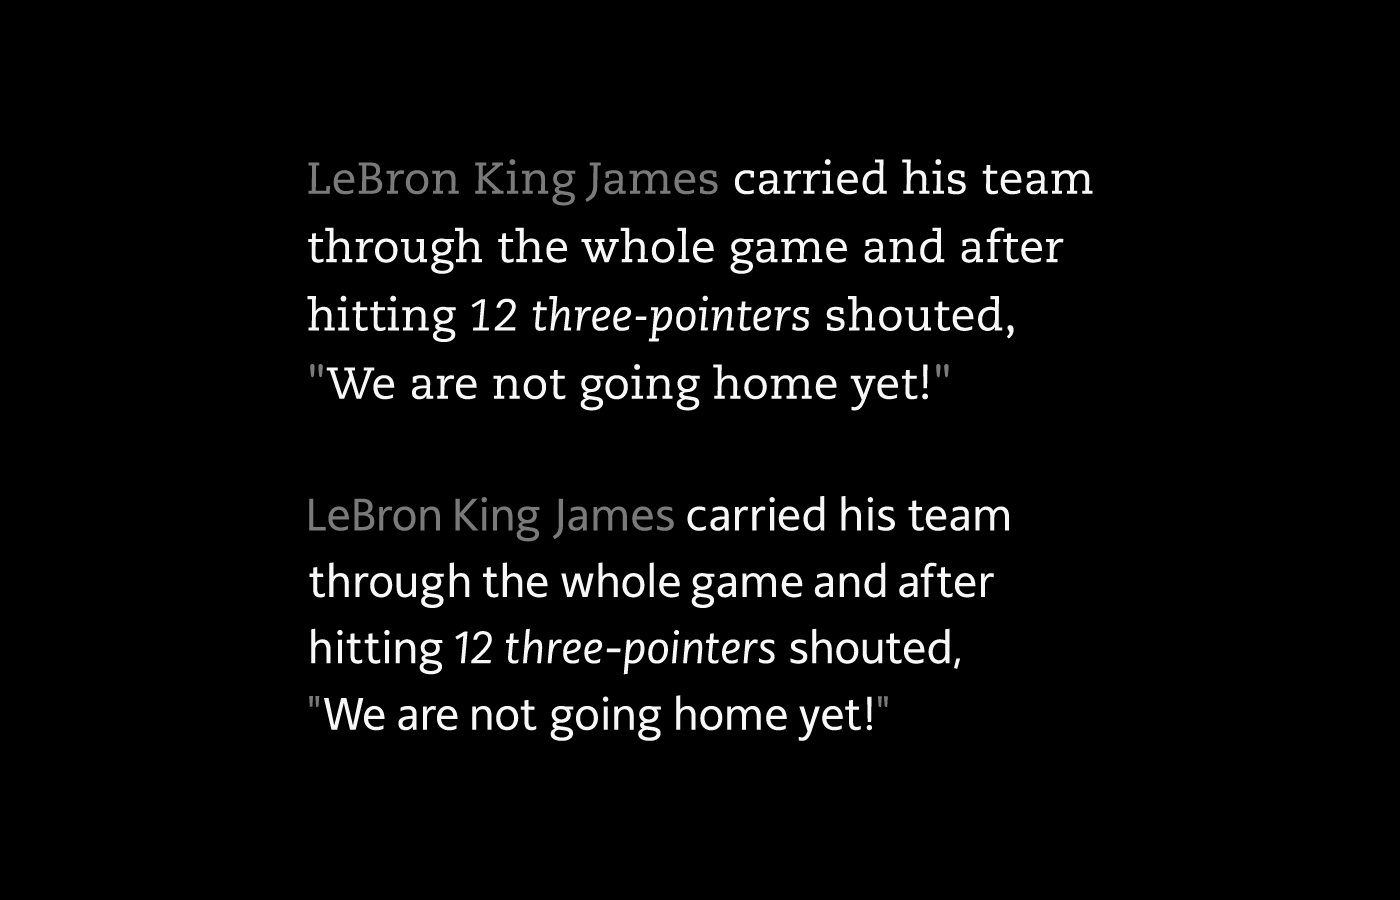 LeBron King James carried his team
through the whole game and after
hitting 12 three-pointers shouted,
"We are not going home yet!"
LeBron King James carried his team
through the whole game and after
hitting 12 three-pointers shouted,
"We are not going home yet!"